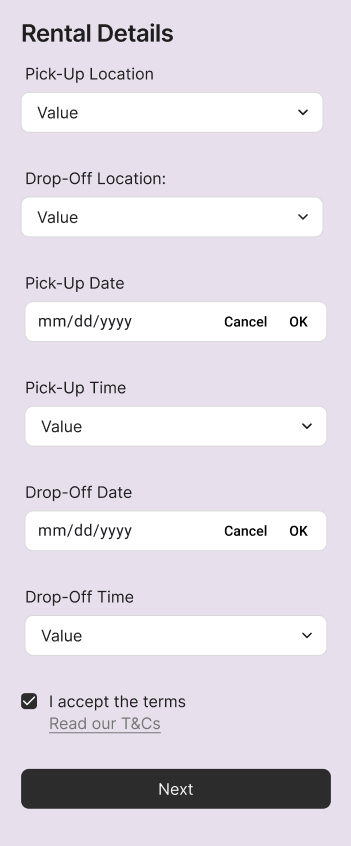 Rental Details
Pick-Up Location
Value
Drop-Off Location:
Value
Pick-Up Date
mm/dd/yyyy Cancel OK
Pick-Up Time
Value
Drop-Off Date
mm/dd/yyyy Cancel OK
Drop-Off Time
Value
I accept the terms
Read our T&Cs
Next